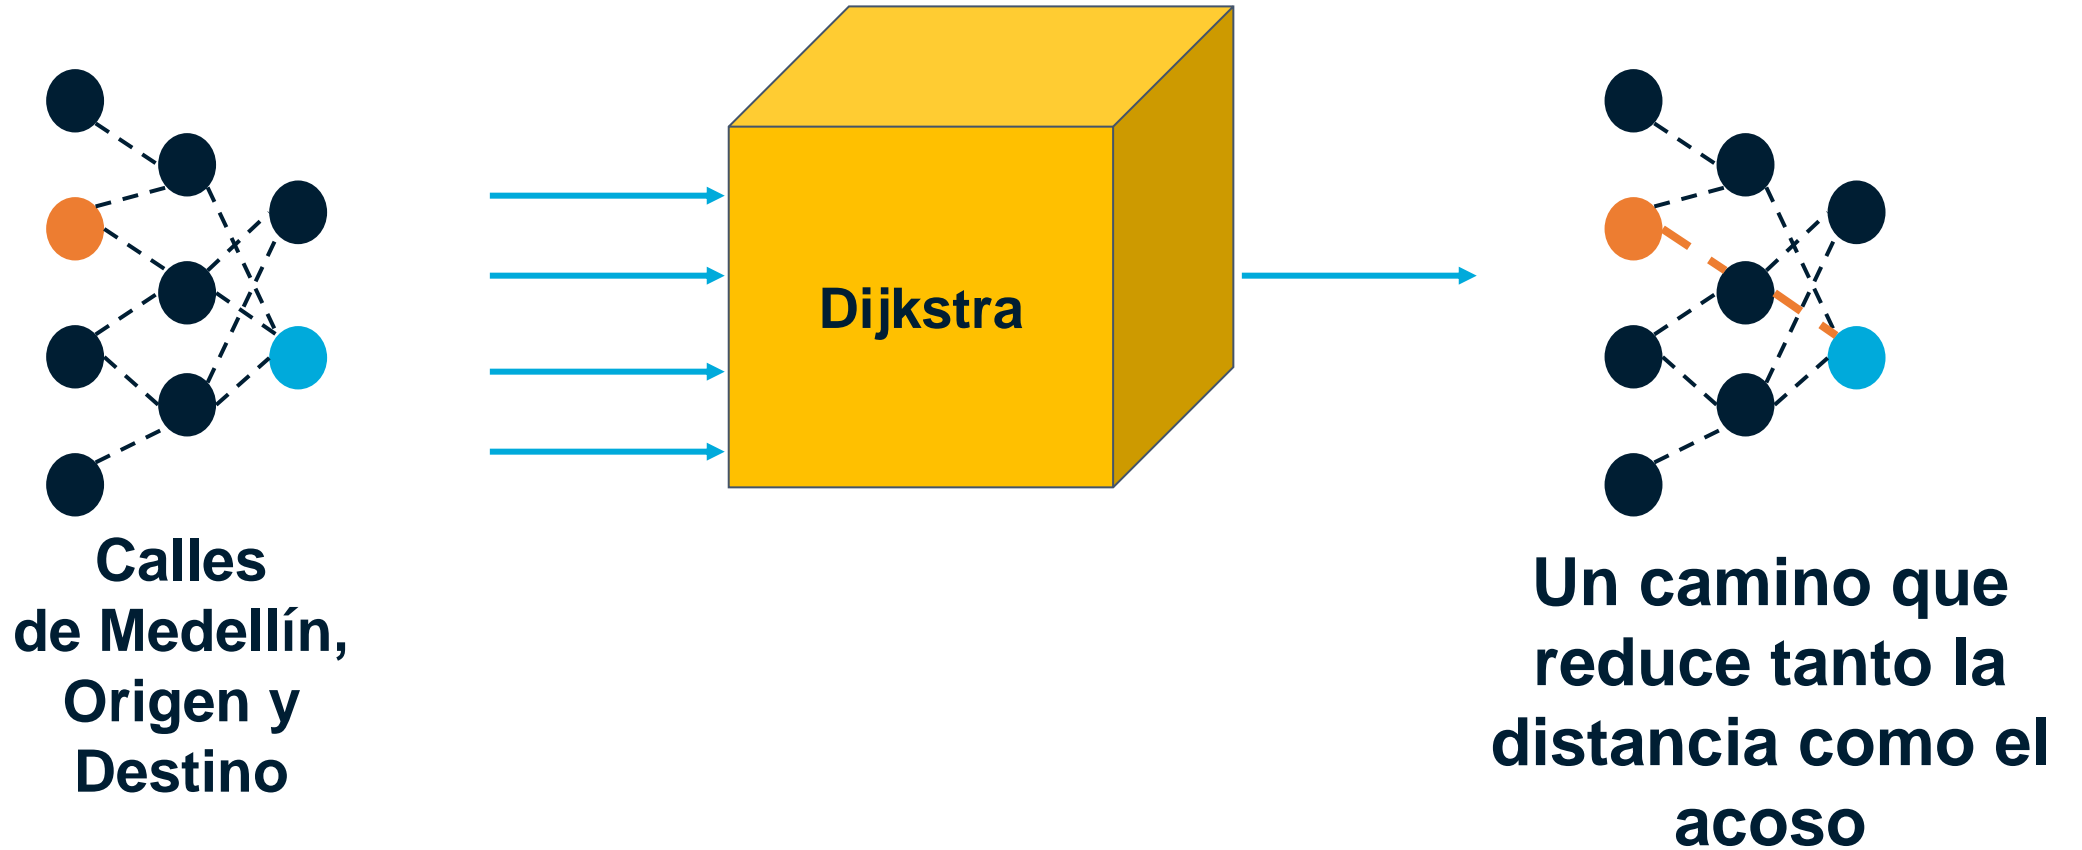 Dijkstra
Calles
de Medellín,
Origen y
Destino
Un camino que
reduce tanto la
distancia como el
acoso